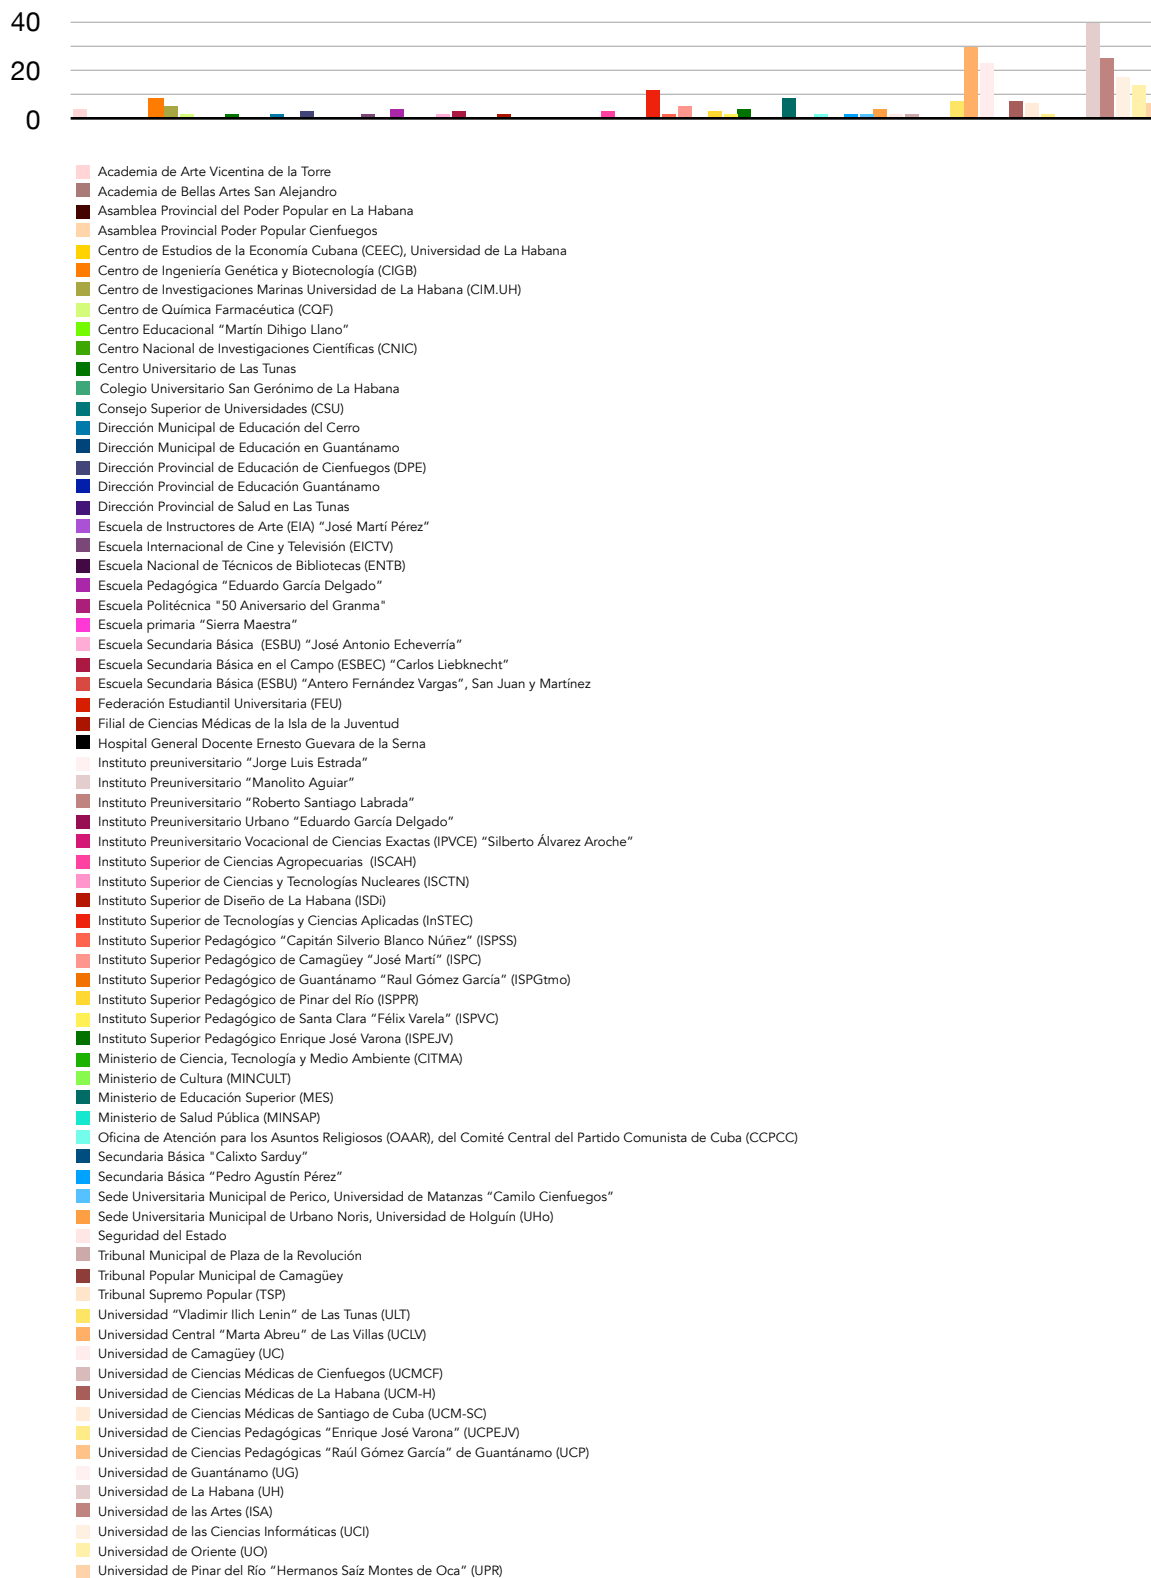 40
20
0
Academia de Arte Vicentina de la Torre
Academia de Bellas Artes San Alejandro
Asamblea Provincial del Poder Popular en La Habana
Asamblea Provincial Poder Popular Cienfuegos
Centro de Estudios de la Economía Cubana (CEEC), Universidad de La Habana
Centro de Ingeniería Genética y Biotecnología (CIGB)
Centro de Investigaciones Marinas Universidad de La Habana (CIM.UH)
Centro de Química Farmacéutica (CQF)
Centro Educacional “Martín Dihigo Llano”
Centro Nacional de Investigaciones Científicas (CNIC)
Centro Universitario de Las Tunas
Colegio Universitario San Gerónimo de La Habana
Consejo Superior de Universidades (CSU)
Dirección Municipal de Educación del Cerro
Dirección Municipal de Educación en Guantánamo
Dirección Provincial de Educación de Cienfuegos (DPE)
Dirección Provincial de Educación Guantánamo
Dirección Provincial de Salud en Las Tunas
Escuela de Instructores de Arte (EIA) “José Martí Pérez”
Escuela Internacional de Cine y Televisión (EICTV)
Escuela Nacional de Técnicos de Bibliotecas (ENTB)
Escuela Pedagógica “Eduardo García Delgado”
Escuela Politécnica "50 Aniversario del Granma"
Escuela primaria “Sierra Maestra”
Escuela Secundaria Básica (ESBU) “José Antonio Echeverría”
Escuela Secundaria Básica en el Campo (ESBEC) “Carlos Liebknecht”
Escuela Secundaria Básica (ESBU) “Antero Fernández Vargas”, San Juan y Martínez
Federación Estudiantil Universitaria (FEU)
Filial de Ciencias Médicas de la Isla de la Juventud
Hospital General Docente Ernesto Guevara de la Serna
Instituto preuniversitario “Jorge Luis Estrada”
Instituto Preuniversitario “Manolito Aguiar”
Instituto Preuniversitario “Roberto Santiago Labrada”
Instituto Preuniversitario Urbano “Eduardo García Delgado”
Instituto Preuniversitario Vocacional de Ciencias Exactas (IPVCE) “Silberto Álvarez Aroche”
Instituto Superior de Ciencias Agropecuarias (ISCAH)
Instituto Superior de Ciencias y Tecnologías Nucleares (ISCTN)
Instituto Superior de Diseño de La Habana (ISDi)
Instituto Superior de Tecnologías y Ciencias Aplicadas (InSTEC)
Instituto Superior Pedagógico “Capitán Silverio Blanco Núñez” (ISPSS)
Instituto Superior Pedagógico de Camagüey “José Martí” (ISPC)
Instituto Superior Pedagógico de Guantánamo “Raul Gómez García” (ISPGtmo)
Instituto Superior Pedagógico de Pinar del Río (ISPPR)
Instituto Superior Pedagógico de Santa Clara “Félix Varela” (ISPVC)
Instituto Superior Pedagógico Enrique José Varona (ISPEJV)
Ministerio de Ciencia, Tecnología y Medio Ambiente (CITMA)
Ministerio de Cultura (MINCULT)
Ministerio de Educación Superior (MES)
Ministerio de Salud Pública (MINSAP)
Oficina de Atención para los Asuntos Religiosos (OAAR), del Comité Central del Partido Comunista de Cuba (CCPCC)
Secundaria Básica "Calixto Sarduy”
Secundaria Básica “Pedro Agustín Pérez”
Sede Universitaria Municipal de Perico, Universidad de Matanzas “Camilo Cienfuegos”
Sede Universitaria Municipal de Urbano Noris, Universidad de Holguín (UHo)
Seguridad del Estado
Tribunal Municipal de Plaza de la Revolución
Tribunal Popular Municipal de Camagüey
Tribunal Supremo Popular (TSP)
Universidad “Vladimir Ilich Lenin” de Las Tunas (ULT)
Universidad Central “Marta Abreu” de Las Villas (UCLV)
Universidad de Camagüey (UC)
Universidad de Ciencias Médicas de Cienfuegos (UCMCF)
Universidad de Ciencias Médicas de La Habana (UCM-H)
Universidad de Ciencias Médicas de Santiago de Cuba (UCM-SC)
Universidad de Ciencias Pedagógicas “Enrique José Varona” (UCPEJV)
Universidad de Ciencias Pedagógicas “Raúl Gómez García” de Guantánamo (UCP)
Universidad de Guantánamo (UG)
Universidad de La Habana (UH)
Universidad de las Artes (ISA)
Universidad de las Ciencias Informáticas (UCI)
Universidad de Oriente (UO)
Universidad de Pinar del Río “Hermanos Saíz Montes de Oca” (UPR)